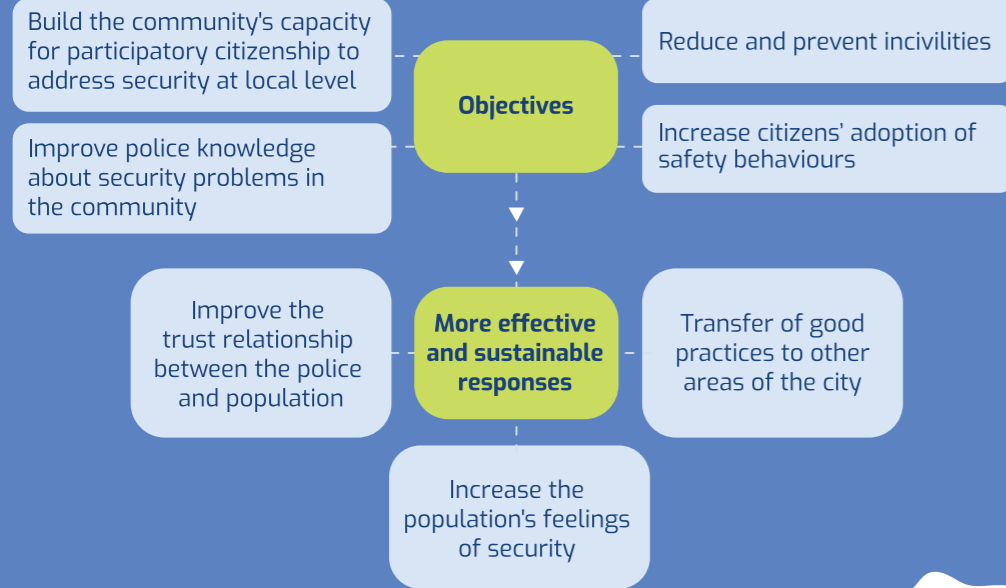 Build the community's capacity
for participatory citizenship to
address security at local level
Improve police knowledge
about security problems in
the community
Objectives
Reduce and prevent incivilities
Increase citizens’ adoption of
safety behaviours
Improve the
trust relationship
between the police
and population
More effective
and sustainable
responses
Transfer of good
practices to other
areas of the city
Increase the
population's feelings
of security